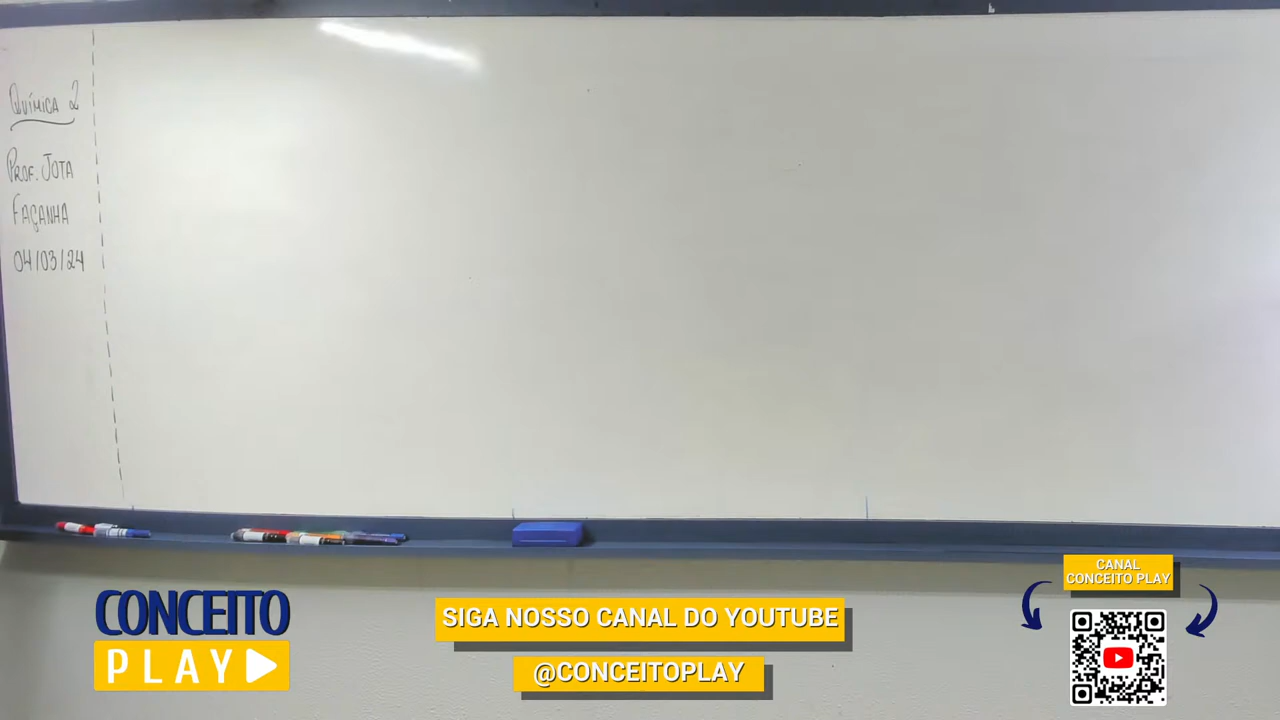 QUÍMICA 2
PROF. JOTA
FAÇANHA
04/03/24
CONCEITO
PLAY
SIGA NOSSO CANAL DO YOUTUBE
@CONCEITOPLAY
CANAL
CONCEITO PLAY